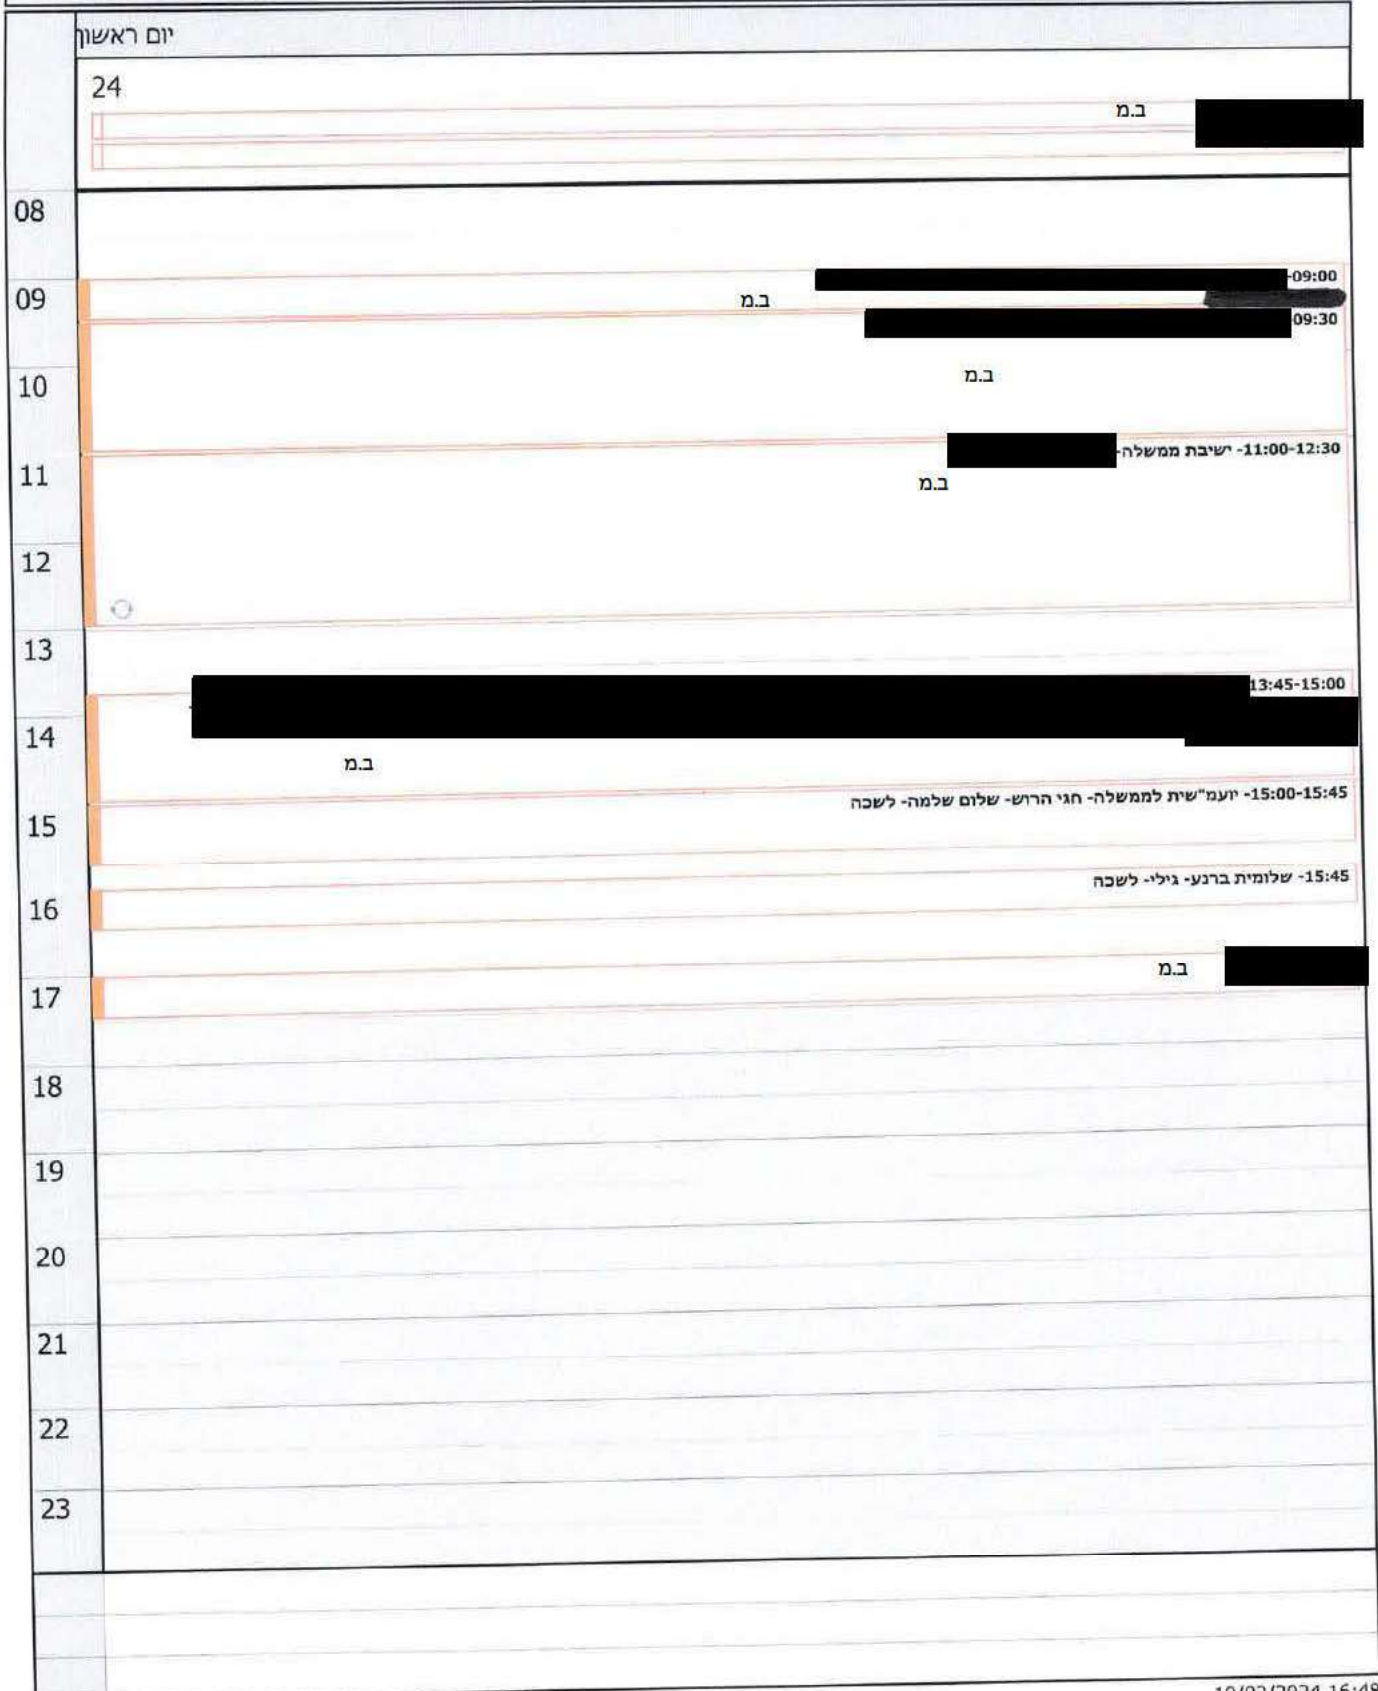 יום ראשון
24
ב.מ
08
09:00-
09
ב.מ
09:30
10
ב.מ
11:00-12:30- ישיבת ממשלה-
11
ב.מ
12
13
13:45-15:00
14
ב.מ
15:00-15:45- יועמ"שית לממשלה- חגי הרוש- שלום שלמה- לשכה
15
15:45- שלומית ברנע- גילי- לשכה
16
ב.מ
17
18
19
20
21
22
23